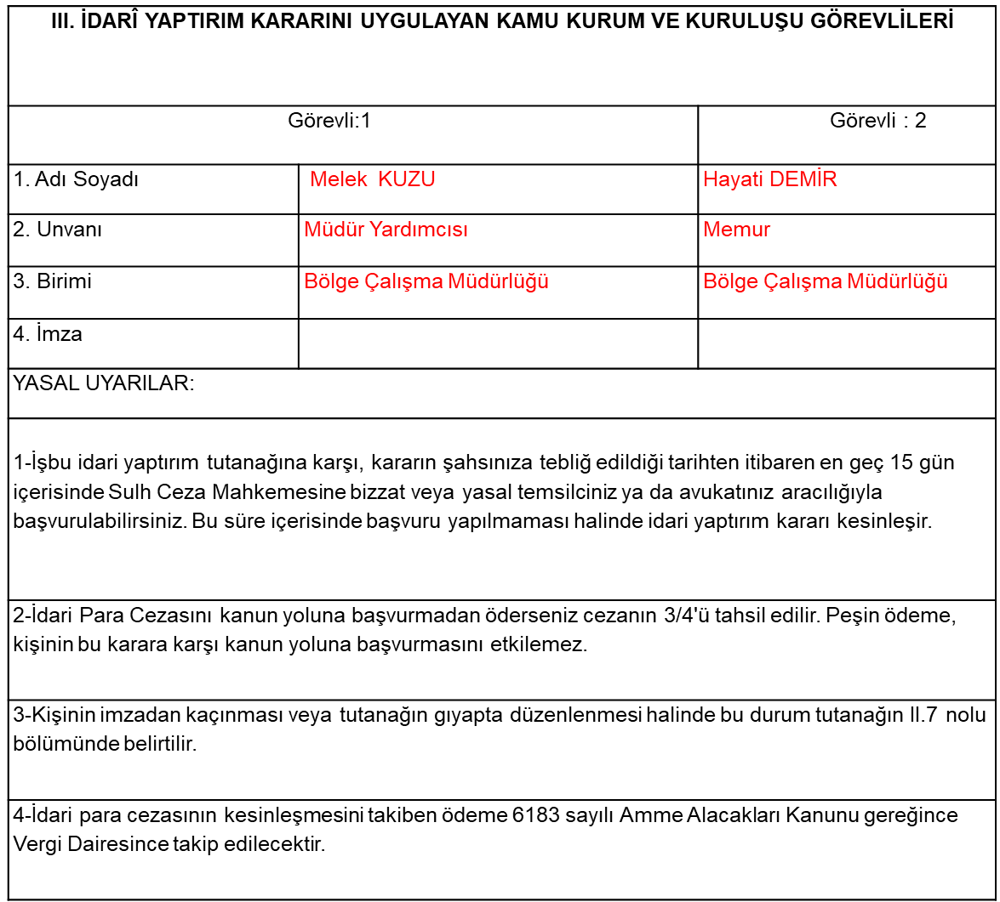 III. İDARÎ YAPTIRIM KARARINI UYGULAYAN KAMU KURUM VE KURULUŞU GÖREVLİLERİ
Görevli:1 Görevli : 2
1. Adı Soyadı Melek KUZU Hayati DEMİR
2. Unvanı Müdür Yardımcısı Memur
3. Birimi Bölge Çalışma Müdürlüğü Bölge Çalışma Müdürlüğü
4. İmza
YASAL UYARILAR:
1-İşbu idari yaptırım tutanağına karşı, kararın şahsınıza tebliğ edildiği tarihten itibaren en geç 15 gün
içerisinde Sulh Ceza Mahkemesine bizzat veya yasal temsilciniz ya da avukatınız aracılığıyla
başvurulabilirsiniz. Bu süre içerisinde başvuru yapılmaması halinde idari yaptırım kararı kesinleşir.
2-İdari Para Cezasını kanun yoluna başvurmadan öderseniz cezanın 3/4'ü tahsil edilir. Peşin ödeme,
kişinin bu karara karşı kanun yoluna başvurmasını etkilemez.
3-Kişinin imzadan kaçınması veya tutanağın gıyapta düzenlenmesi halinde bu durum tutanağın II.7 nolu
bölümünde belirtilir.
4-İdari para cezasının kesinleşmesini takiben ödeme 6183 sayılı Amme Alacakları Kanunu gereğince
Vergi Dairesince takip edilecektir.